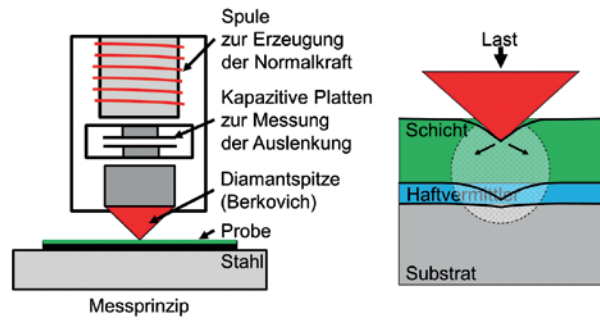 Spule
zur Erzeugung
der Normalkraft
Kapazitive Platten
zur Messung
der Auslenkung
Diamantspitze
(Berkovich)
Probe
Stahl
Messprinzip
Last
Schicht
Haftvermittler
Substrat